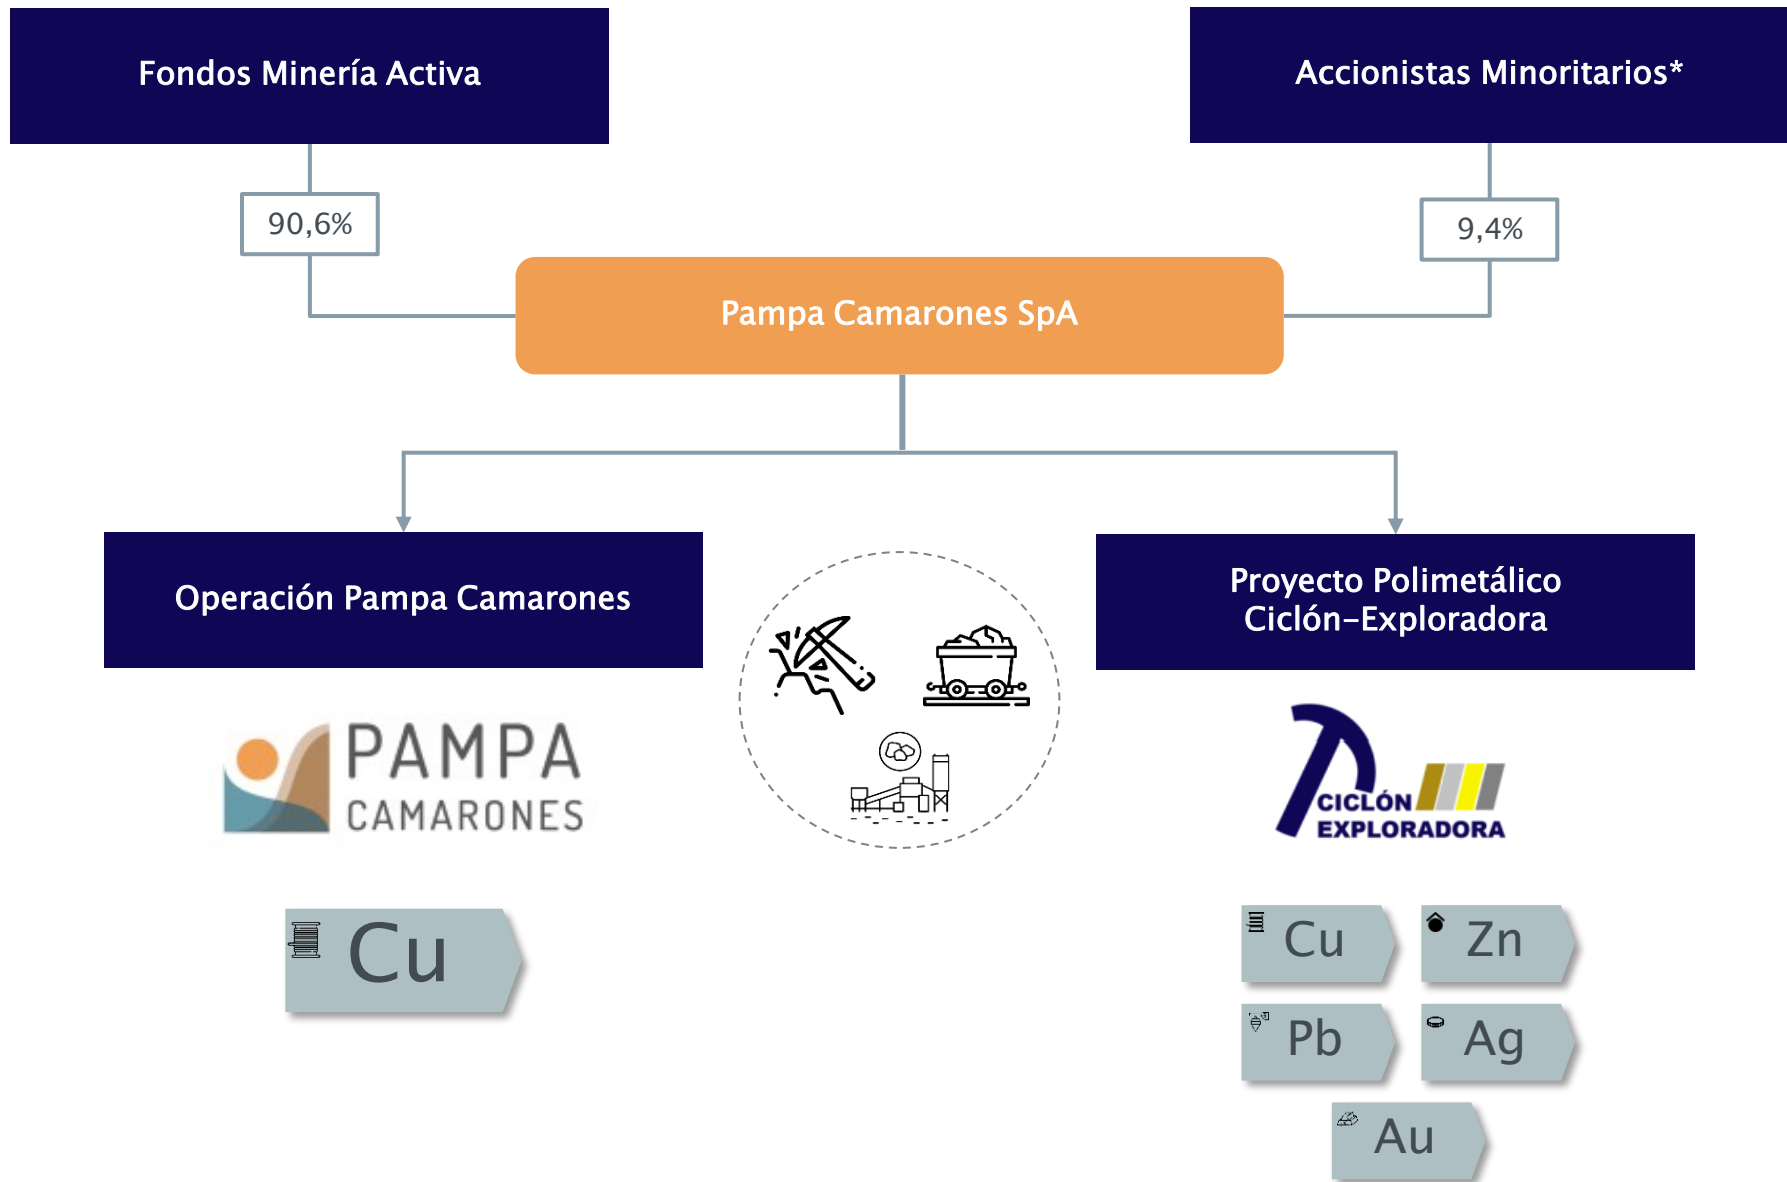 Fondos Minería Activa
Accionistas Minoritarios*
90,6%
9,4%
Pampa Camarones SpA
Operación Pampa Camarones
Proyecto Polimetálico
Ciclón-Exploradora
PAMPA
CAMARONES
CICLÓN
EXPLORADORA
Cu
Cu
Zn
Pb
Ag
Au